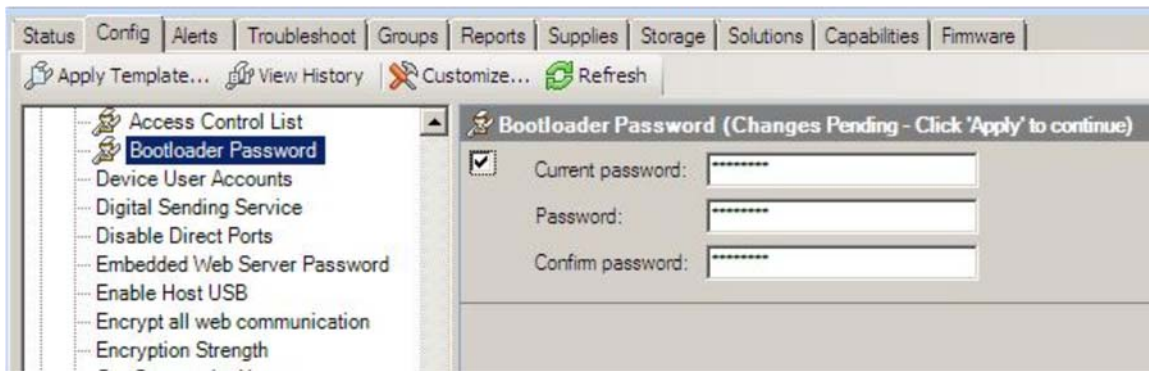 Status Config Alerts Troubleshoot Groups Reports Supplies Storage Solutions Capabilities Firmware
Apply Template... View History Customize... Refresh
Access Control List
Bootloader Password
Device User Accounts
Digital Sending Service
Disable Direct Ports
Embedded Web Server Password
Enable Host USB
Encrypt all web communication
Encryption Strength
Bootloader Password (Changes Pending - Click 'Apply' to continue)
Current password: ********
Password: ********
Confirm password: ********